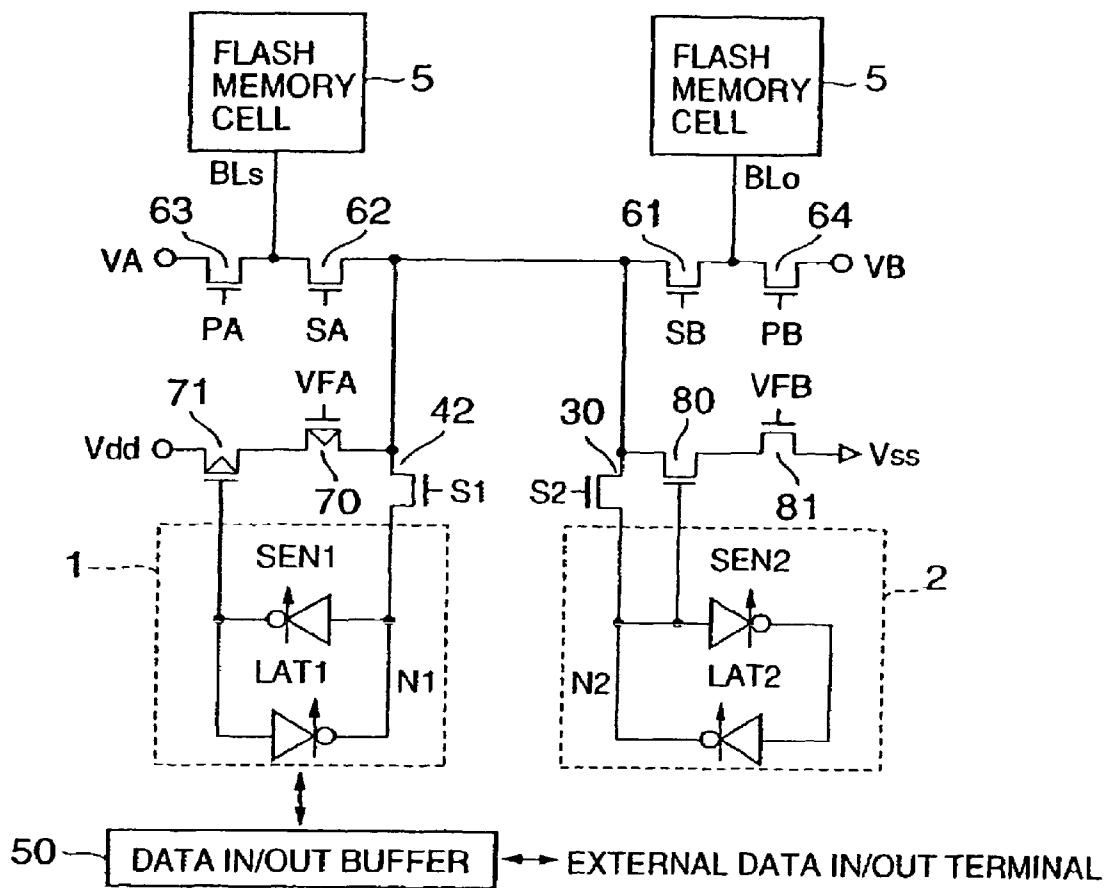 FLASH
MEMORY
CELL
5
FLASH
MEMORY
CELL
5
BLs
BLo
63
62
61
64
VA
VB
PA
SA
SB
PB
VFA
VFB
71
42
30
80
Vdd
Vss
70
S1
S2
81
1
SEN1
SEN2
2
LAT1
N1
N2
LAT2
50
DATA IN/OUT BUFFER
EXTERNAL DATA IN/OUT TERMINAL